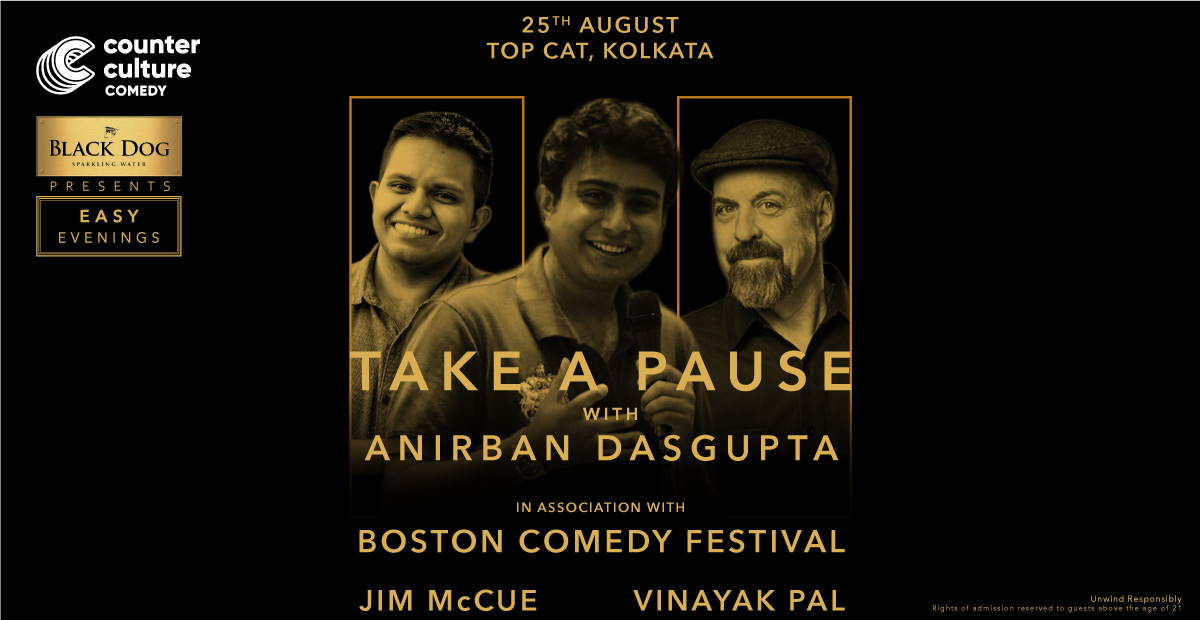 25TH AUGUST
TOP CAT, KOLKATA
counter
culture
COMEDY
BLACK DOG
SPARKLING WATER
PRESENTS
EASY
EVENINGS
TAKE A PAUSE
WITH
ANIRBAN DASGUPTA
IN ASSOCIATION WITH
BOSTON COMEDY FESTIVAL
JIM McCUE VINAYAK PAL
Unwind Responsibly
Rights of admission reserved to guests above the age of 21